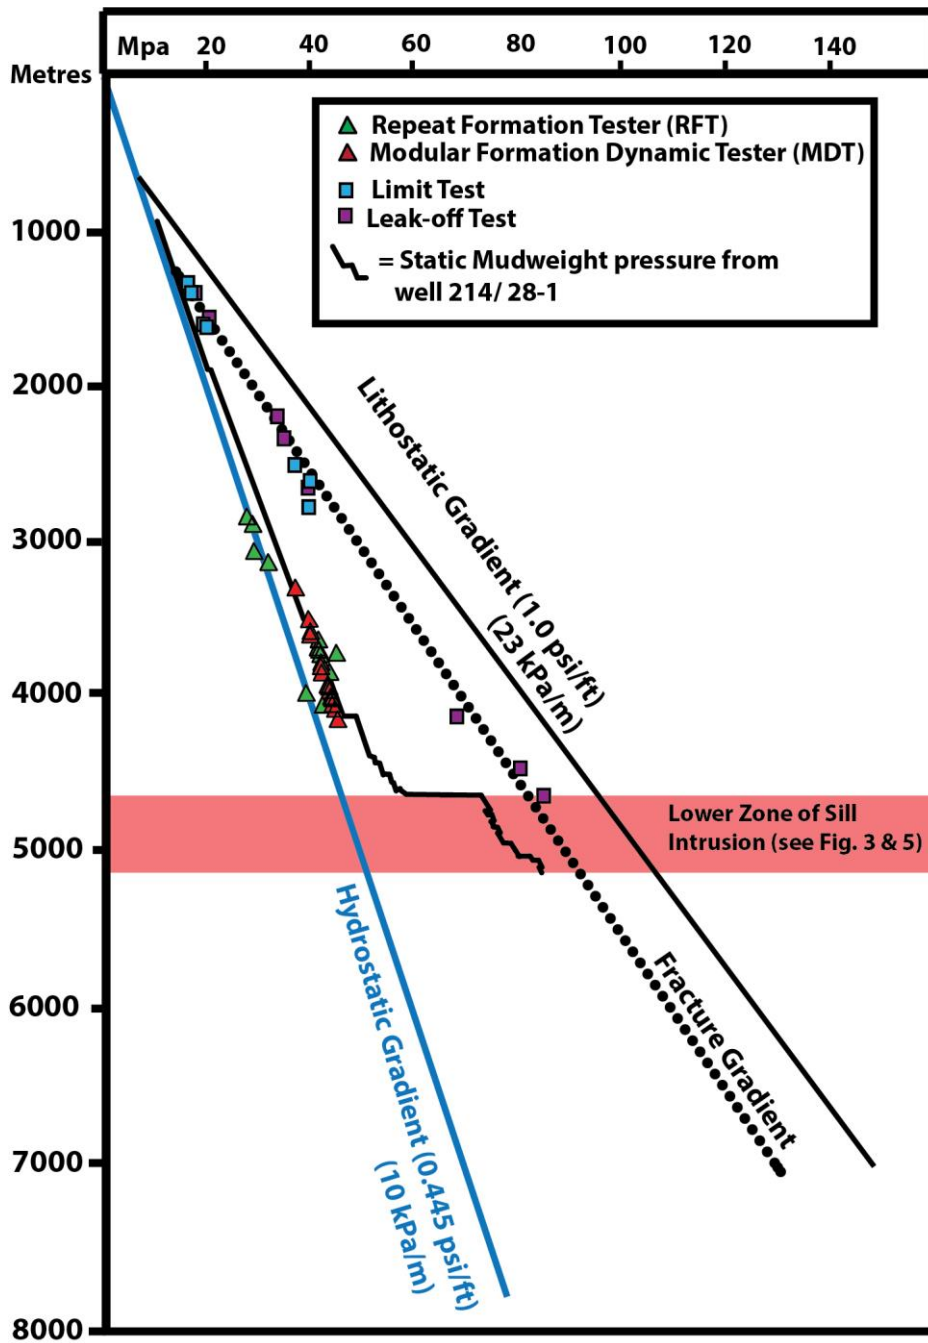 Mpa 20 40 60 80 100 120 140
Metres
Repeat Formation Tester (RFT)
Modular Formation Dynamic Tester (MDT)
Limit Test
Leak-off Test
= Static Mudweight pressure from
well 214/ 28-1
1000
2000
3000
4000
5000
6000
7000
8000
Lithostatic Gradient (1.0 psi/ft)
(23 kPa/m)
Lower Zone of Sill
Intrusion (see Fig. 3 & 5)
Fracture Gradient
Hydrostatic Gradient (0.445 psi/ft)
(10 kPa/m)